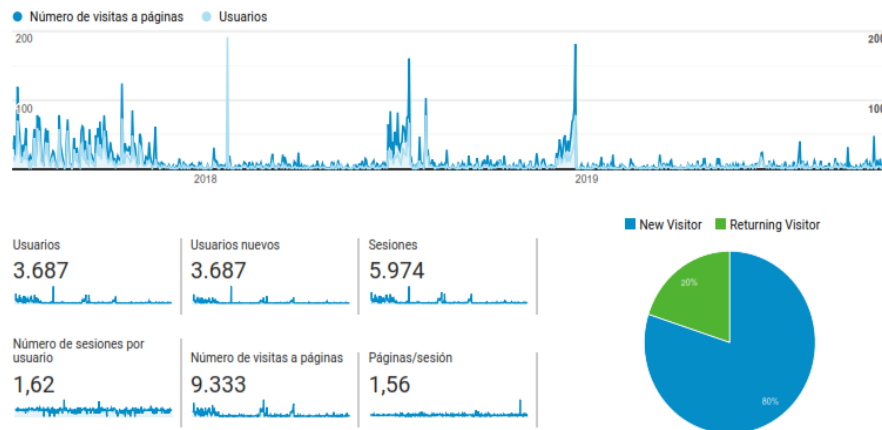 Número de visitas a páginas Usuarios
200 200
100 100
2018 2019
New Visitor Returning Visitor
Usuarios Usuarios nuevos Sesiones
3.687 3.687 5.974
20%
Número de sesiones por
usuario Número de visitas a páginas Páginas/sesión
1,62 9.333 1,56
80%